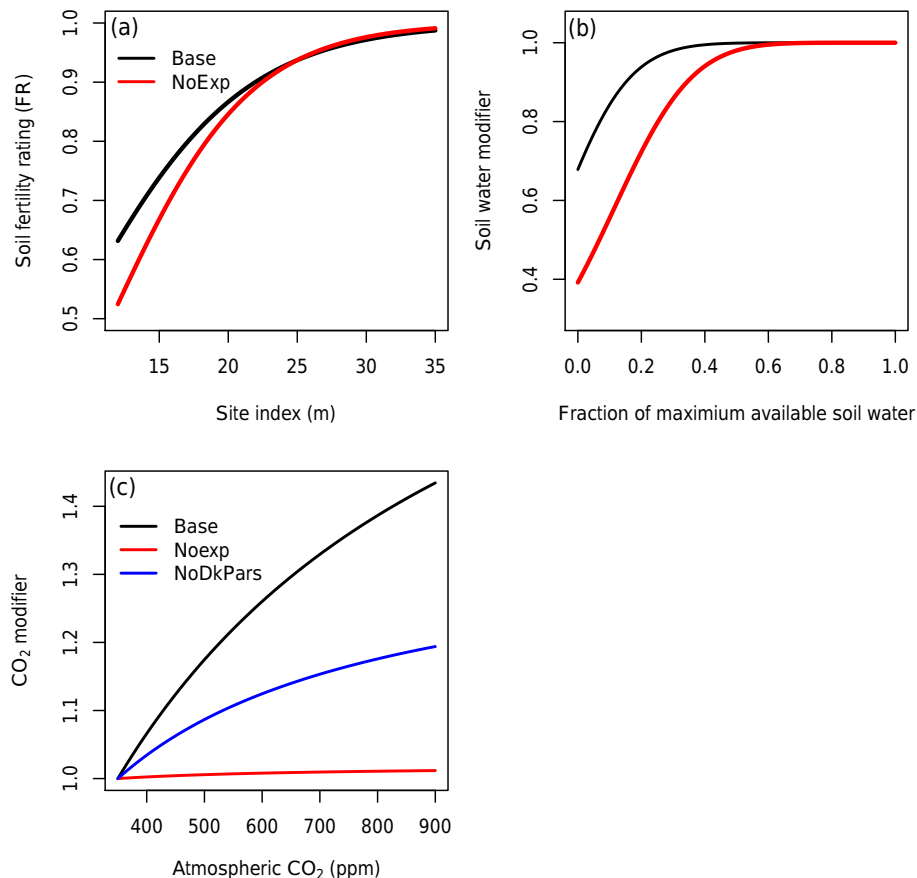 (a)
Base
NoExp
Soil fertility rating (FR)
0.5 0.6 0.7 0.8 0.9 1.0
15 20 25 30 35
Site index (m)
(b)
Soil water modifier
0.4 0.6 0.8 1.0
0.0 0.2 0.4 0.6 0.8 1.0
Fraction of maximium available soil water
(c)
Base
Noexp
NoDkPars
CO₂ modifier
1.0 1.1 1.2 1.3 1.4
400 500 600 700 800 900
Atmospheric CO₂ (ppm)